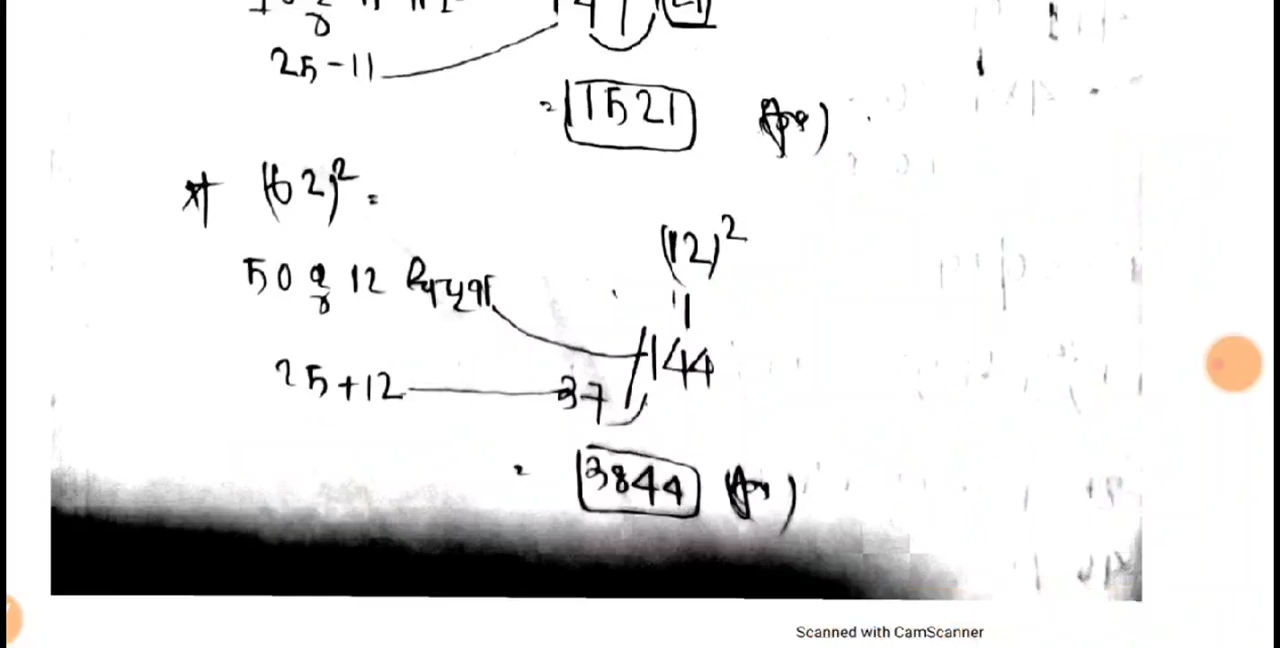 25-11
= 1521 (Ans)
* (62)² =
(12)²
50 12
144
25+12 37
= 3844 (Ans)
Scanned with CamScanner